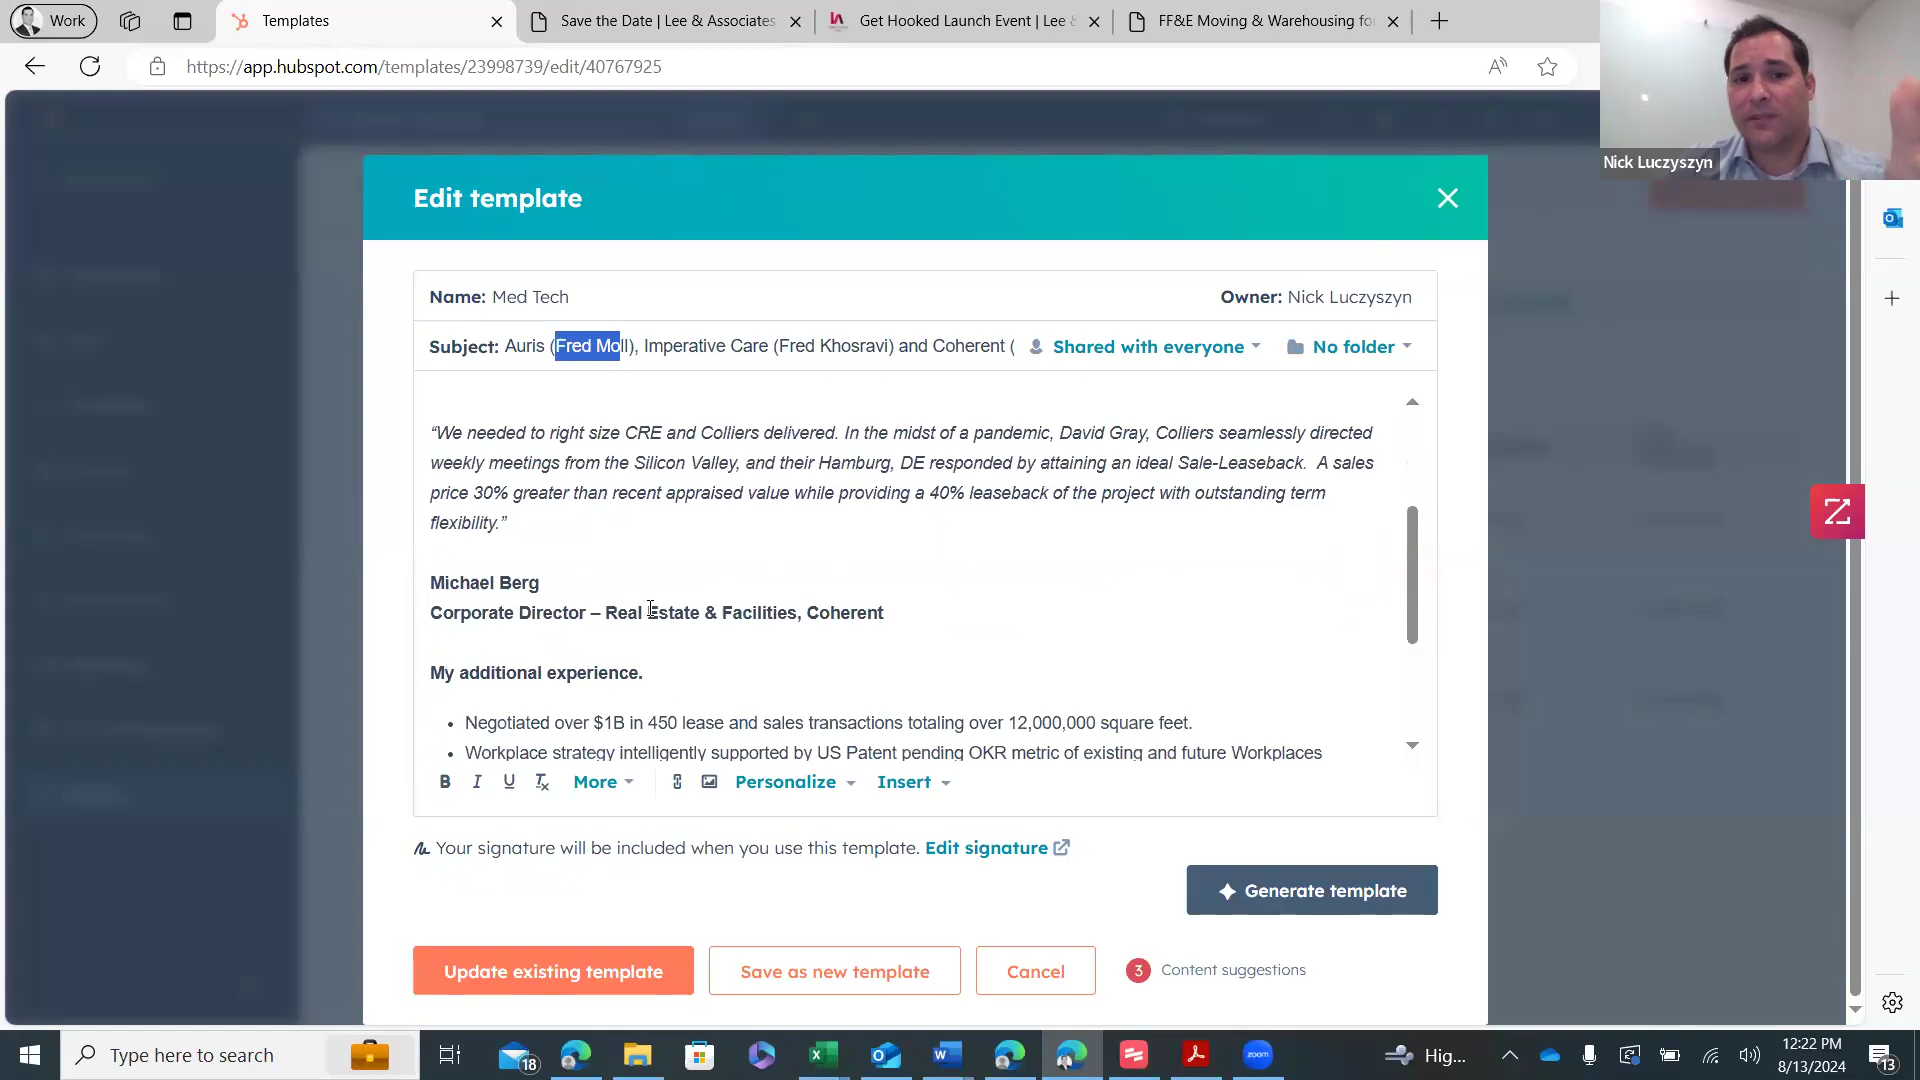 Work
Templates
Save the Date | Lee & Associates
Get Hooked Launch Event | Lee &
FF&E Moving & Warehousing fo
https://app.hubspot.com/templates/23998739/edit/40767925
Nick Luczyszyn
Edit template
Name: Med Tech
Owner: Nick Luczyszyn
Subject: Auris (Fred Moll), Imperative Care (Fred Khosravi) and Coherent (
Shared with everyone
No folder
“We needed to right size CRE and Colliers delivered. In the midst of a pandemic, David Gray, Colliers seamlessly directed
weekly meetings from the Silicon Valley, and their Hamburg, DE responded by attaining an ideal Sale-Leaseback. A sales
price 30% greater than recent appraised value while providing a 40% leaseback of the project with outstanding term
flexibility.”
Michael Berg
Corporate Director – Real Estate & Facilities, Coherent
My additional experience.
• Negotiated over $1B in 450 lease and sales transactions totaling over 12,000,000 square feet.
• Workplace strategy intelligently supported by US Patent pending OKR metric of existing and future Workplaces
B I U Tx More Personalize Insert
Your signature will be included when you use this template. Edit signature
Generate template
Update existing template
Save as new template
Cancel
3 Content suggestions
Type here to search
18
zoom
Hig...
12:22 PM
8/13/2024
13